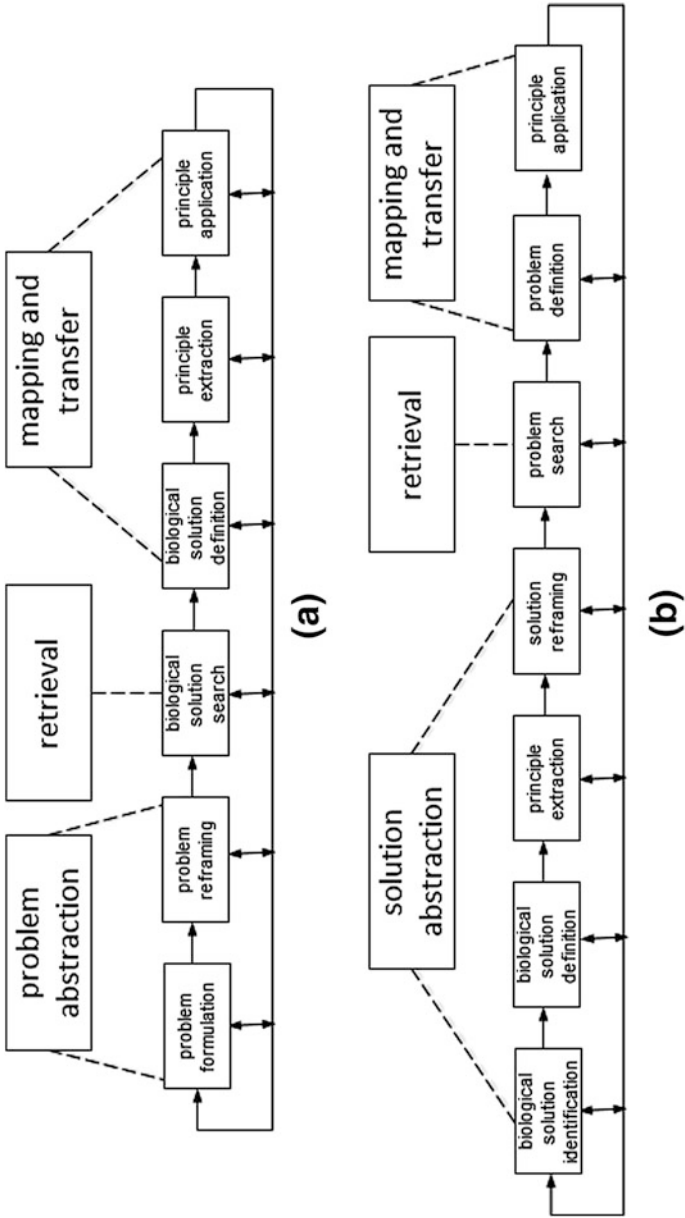 problem
abstraction
retrieval
mapping and
transfer
problem
formulation
problem
reframing
biological
solution
search
biological
solution
definition
principle
extraction
principle
application
(a)
solution
abstraction
retrieval
mapping and
transfer
biological
solution
identification
biological
solution
definition
principle
extraction
solution
reframing
problem
search
problem
definition
principle
application
(b)